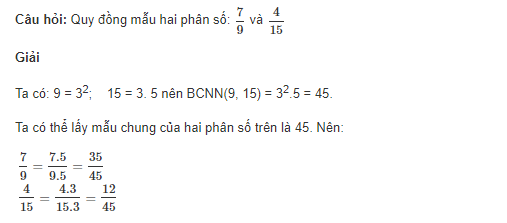 Câu hỏi: Quy đồng mẫu hai phân số: 7/9 và 4/15
Giải
Ta có: 9 = 3²; 15 = 3. 5 nên BCNN(9, 15) = 3².5 = 45.
Ta có thể lấy mẫu chung của hai phân số trên là 45. Nên:
7/9 = 7.5/9.5 = 35/45
4/15 = 4.3/15.3 = 12/45